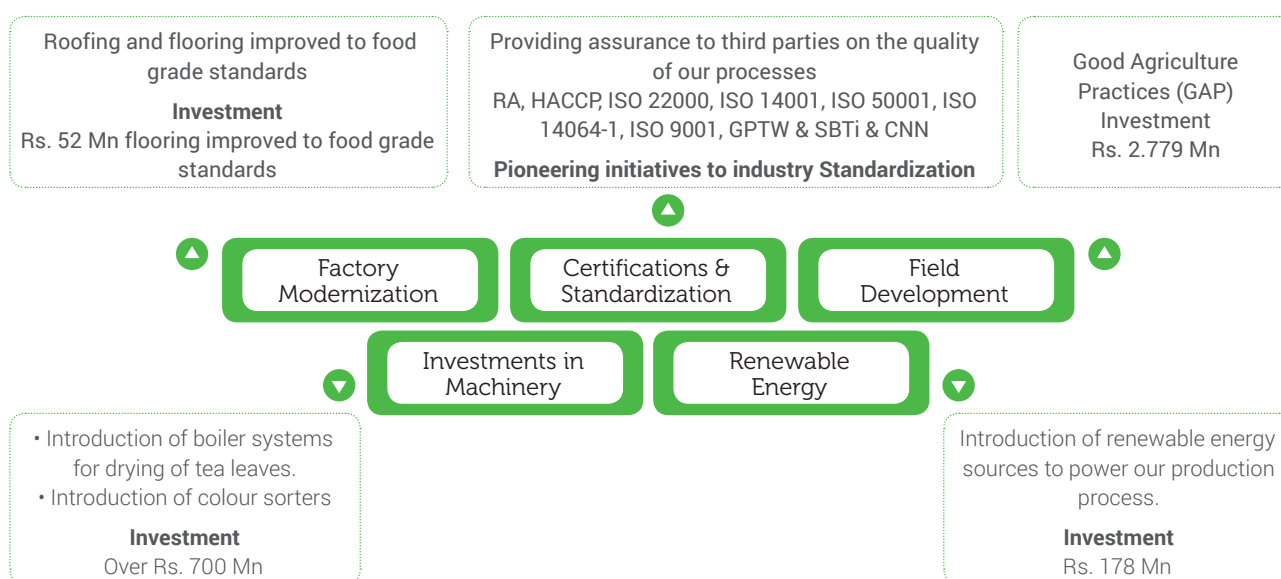 Roofing and flooring improved to food
grade standards
Investment
Rs. 52 Mn flooring improved to food grade
standards
Providing assurance to third parties on the quality
of our processes
RA, HACCP, ISO 22000, ISO 14001, ISO 50001, ISO
14064-1, ISO 9001, GPTW & SBTi & CNN
Pioneering initiatives to industry Standardization
Good Agriculture
Practices (GAP)
Investment
Rs. 2.779 Mn
Factory
Modernization
Certifications &
Standardization
Field
Development
Investments in
Machinery
Renewable
Energy
• Introduction of boiler systems
for drying of tea leaves.
• Introduction of colour sorters
Investment
Over Rs. 700 Mn
Introduction of renewable energy
sources to power our production
process.
Investment
Rs. 178 Mn